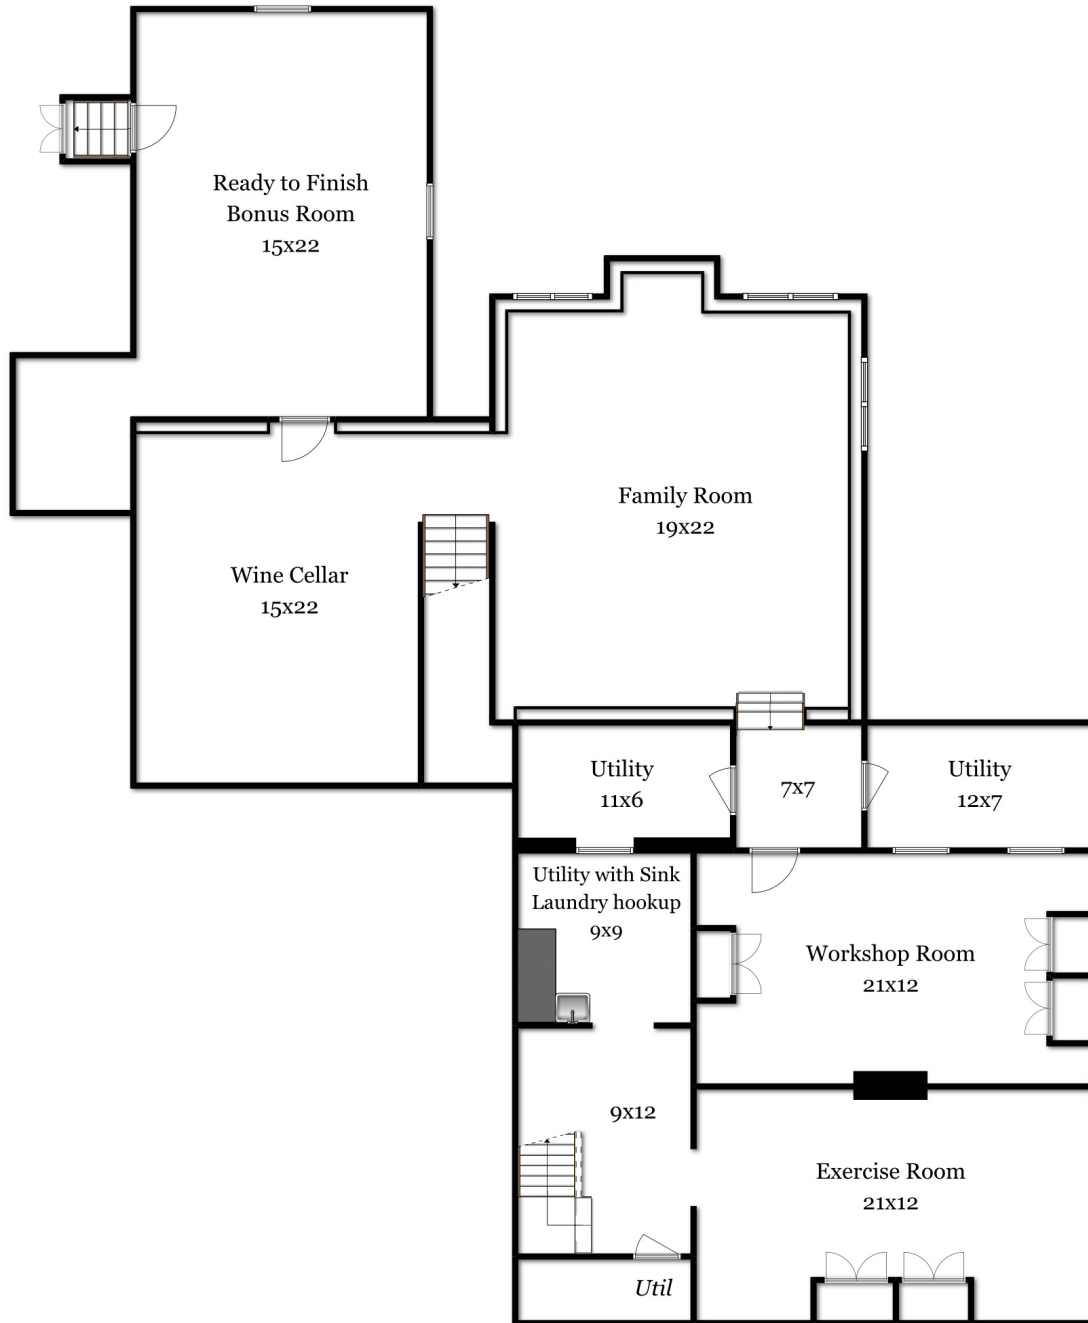 Ready to Finish
Bonus Room
15x22
Family Room
19x22
Wine Cellar
15x22
Utility
11x6
7x7
Utility
12x7
Utility with Sink
Laundry hookup
9x9
Workshop Room
21x12
9x12
Exercise Room
21x12
Util